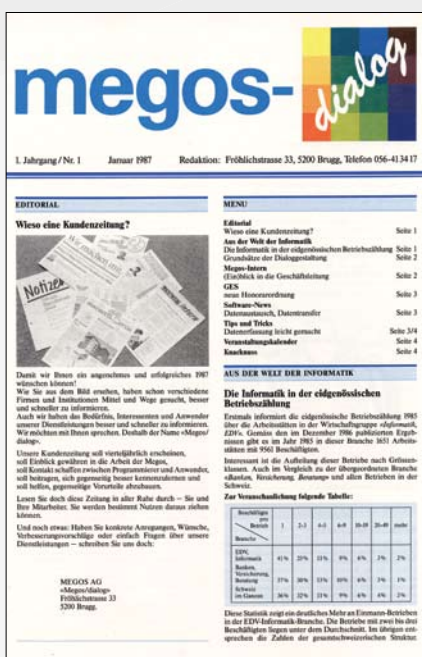 megos-dialog
1. Jahrgang / Nr. 1 Januar 1987 Redaktion: Fröhlichstrasse 33, 5200 Brugg, Telefon 056-41 34 17
EDITORIAL
Wieso eine Kundenzeitung?
Notizen
Damit wir Ihnen ein angenehmes und erfolgreiches 1987
wünschen können!
Wie Sie aus dem Bild ersehen, haben schon verschiedene
Firmen und Institutionen Mittel und Wege gesucht, besser
und schneller zu informieren.
Auch wir haben das Bedürfnis, Interessenten und Anwender
unserer Dienstleistungen besser und schneller zu informieren.
Wir möchten mit Ihnen sprechen. Deshalb der Name «Megos/
dialog».
Unsere Kundenzeitung soll vierteljährlich erscheinen,
soll Einblick gewähren in die Arbeit der Megos,
soll Kontakt schaffen zwischen Programmierer und Anwender,
soll beitragen, sich gegenseitig besser kennenzulernen und
soll helfen, gegenseitige Vorurteile abzubauen.
Lesen Sie doch diese Zeitung in aller Ruhe durch – Sie und
Ihre Mitarbeiter. Sie werden bestimmt Nutzen daraus ziehen
können.
Und noch etwas: Haben Sie konkrete Anregungen, Wünsche,
Verbesserungsvorschläge oder einfach Fragen über unsere
Dienstleistungen – schreiben Sie uns doch:
MEGOS AG
«Megos/dialog»
Fröhlichstrasse 33
5200 Brugg.
MENU
Editorial
Wieso eine Kundenzeitung? Seite 1
Aus der Welt der Informatik
Die Informatik in der eidgenössischen Betriebszählung Seite 1
Grundsätze der Dialoggestaltung Seite 2
Megos-Intern
(Ein)blick in die Geschäftsleitung Seite 2
GES
neue Honorarordnung Seite 3
Software-News
Datenaustausch, Datentransfer Seite 3
Tips und Tricks
Datenerfassung leicht gemacht Seite 3/4
Veranstaltungskalender Seite 4
Knacknuss Seite 4
AUS DER WELT DER INFORMATIK
Die Informatik in der eidgenössischen
Betriebszählung
Erstmals informiert die eidgenössische Betriebszählung 1985
über die Arbeitsstätten in der Wirtschaftsgruppe «Informatik,
EDV». Gemäss den im Dezember 1986 publizierten Ergeb-
nissen gibt es im Jahr 1985 in dieser Branche 1651 Arbeits-
stätten mit 9561 Beschäftigten.
Interessant ist die Aufteilung dieser Betriebe nach Grössen-
klassen. Auch im Vergleich zu der übergeordneten Branche
«Banken, Versicherung, Beratung» und allen Betrieben in der
Schweiz.
Zur Veranschaulichung folgende Tabelle:
Beschäftigte
pro
Betrieb 1 2-3 4-5 6-9 10-19 20-49 mehr
Branche
EDV,
Informatik 41% 25% 11% 9% 6% 3% 2%
Banken,
Versicherung,
Beratung 37% 30% 13% 10% 6% 3% 1%
Schweiz
im Ganzen 26% 32% 11% 9% 6% 4% 2%
Diese Statistik zeigt ein deutliches Mehr an Einmann-Betrieben
in der EDV-Informatik-Branche. Die Betriebe mit zwei bis drei
Beschäftigten liegen unter dem Durchschnitt. Im übrigen ent-
sprechen die Zahlen der gesamtschweizerischen Struktur.